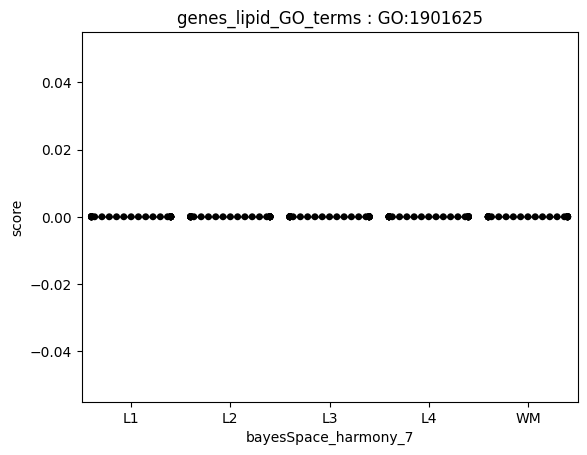 genes_lipid_GO_terms : GO:1901625
0.04
0.02
0.00
−0.02
−0.04
score
L1 L2 L3 L4 WM
bayesSpace_harmony_7